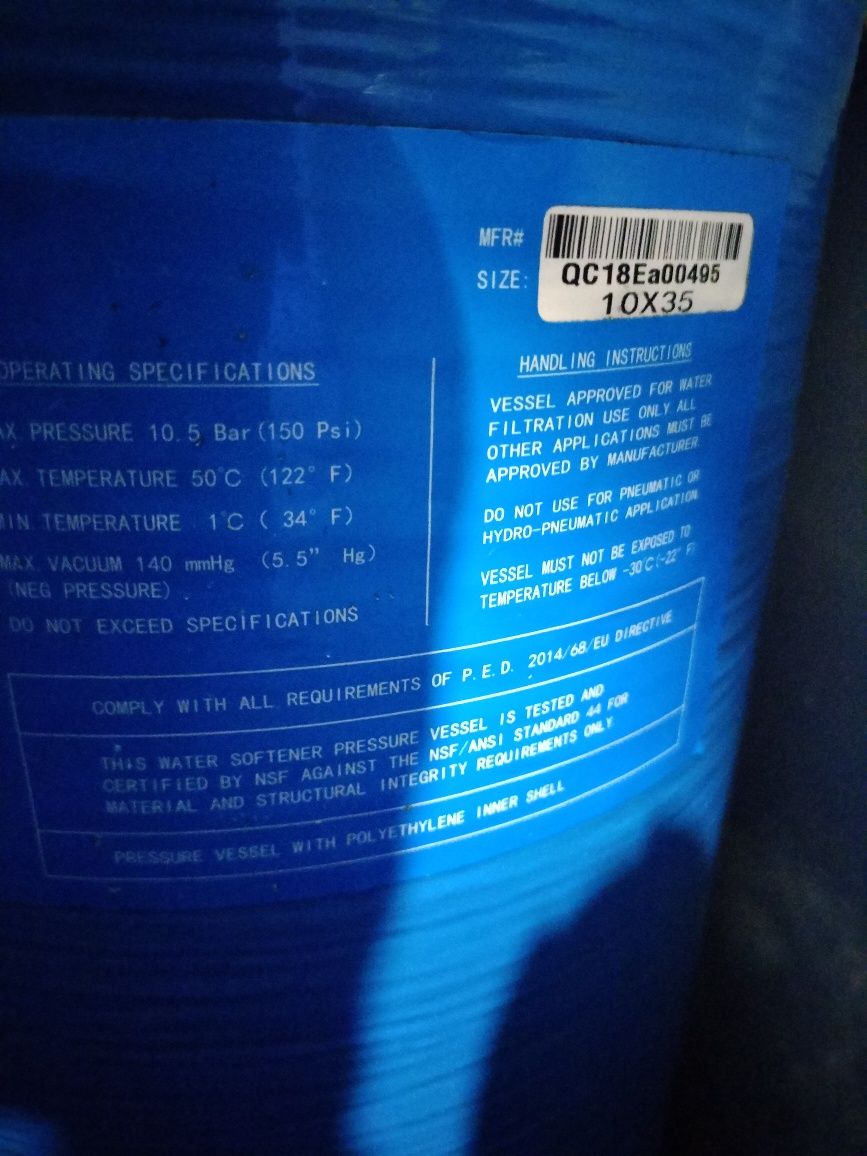 MFR#
SIZE:
QC18Ea00495
10X35
OPERATING SPECIFICATIONS
AX. PRESSURE 10.5 Bar (150 Psi)
AX. TEMPERATURE 50°C (122° F)
MIN. TEMPERATURE 1°C ( 34° F)
MAX. VACUUM 140 mmHg (5.5" Hg)
(NEG PRESSURE)
DO NOT EXCEED SPECIFICATIONS
HANDLING INSTRUCTIONS
VESSEL APPROVED FOR WATER
FILTRATION USE ONLY ALL
OTHER APPLICATIONS MUST BE
APPROVED BY MANUFACTURER.
DO NOT USE FOR PNEUMATIC OR
HYDRO-PNEUMATIC APPLICATION.
VESSEL MUST NOT BE EXPOSED TO
TEMPERATURE BELOW -30°C(-22° F)
COMPLY WITH ALL REQUIREMENTS OF P.E.D. 2014/68/EU DIRECTIVE
THIS WATER SOFTENER PRESSURE VESSEL IS TESTED AND
CERTIFIED BY NSF AGAINST THE NSF/ANSI STANDARD 44 FOR
MATERIAL AND STRUCTURAL INTEGRITY REQUIREMENTS ONLY.
PRESSURE VESSEL WITH POLYETHYLENE INNER SHELL